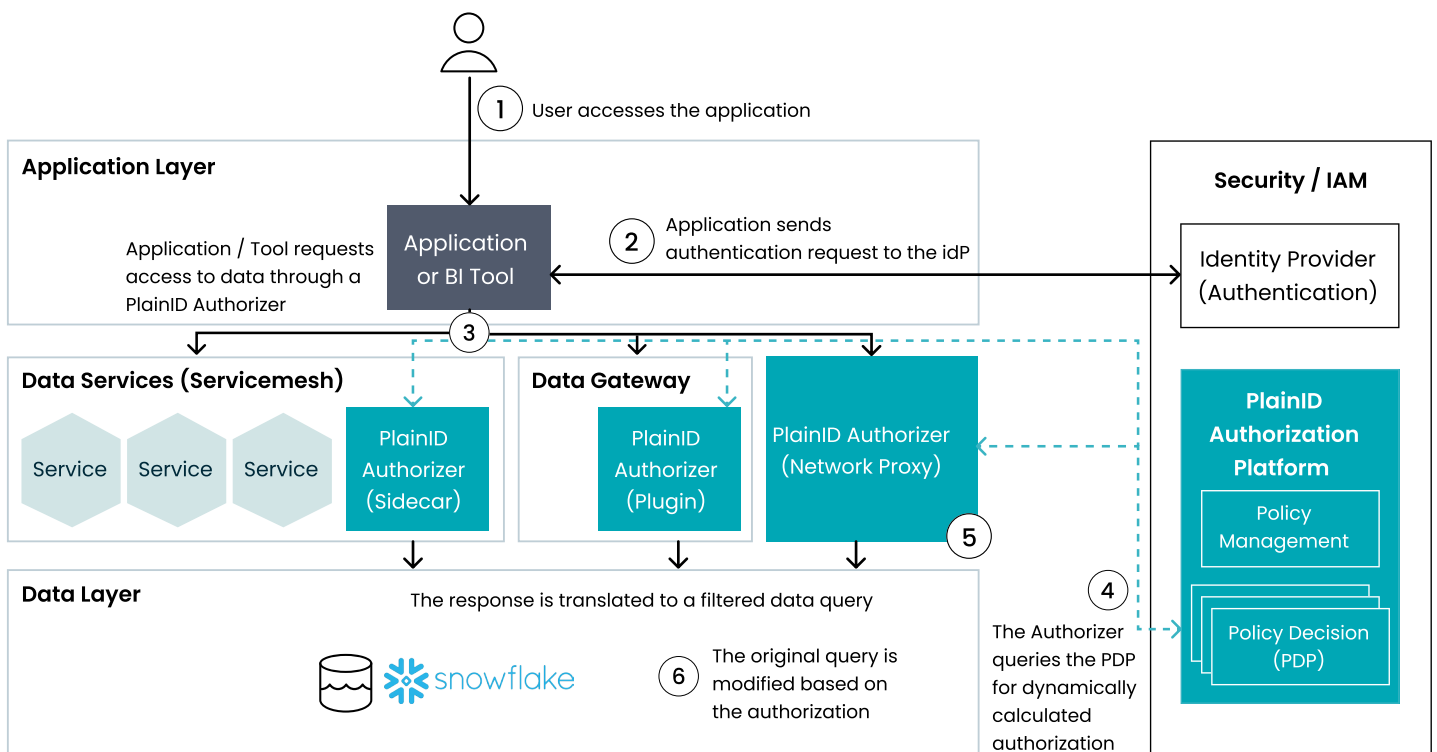 1
User accesses the application
Application Layer
Security / IAM
Application / Tool requests
access to data through a
PlainID Authorizer
Application
or BI Tool
2
Application sends
authentication request to the idP
Identity Provider
(Authentication)
3
Data Services (Servicemesh)
Service
Service
Service
PlainID
Authorizer
(Sidecar)
Data Gateway
PlainID
Authorizer
(Plugin)
PlainID Authorizer
(Network Proxy)
5
PlainID
Authorization
Platform
Policy
Management
Policy Decision
(PDP)
4
The Authorizer
queries the PDP
for dynamically
calculated
authorization
Data Layer
The response is translated to a filtered data query
snowflake
6
The original query is
modified based on
the authorization